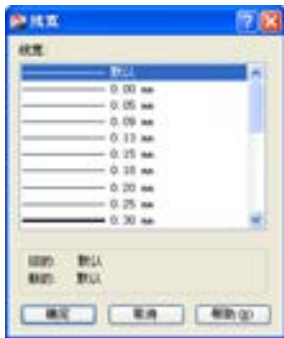 线宽
线宽
默认
0.00 mm
0.05 mm
0.09 mm
0.13 mm
0.15 mm
0.18 mm
0.20 mm
0.25 mm
0.30 mm
旧的: 默认
新的: 默认
确定 取消 帮助(H)